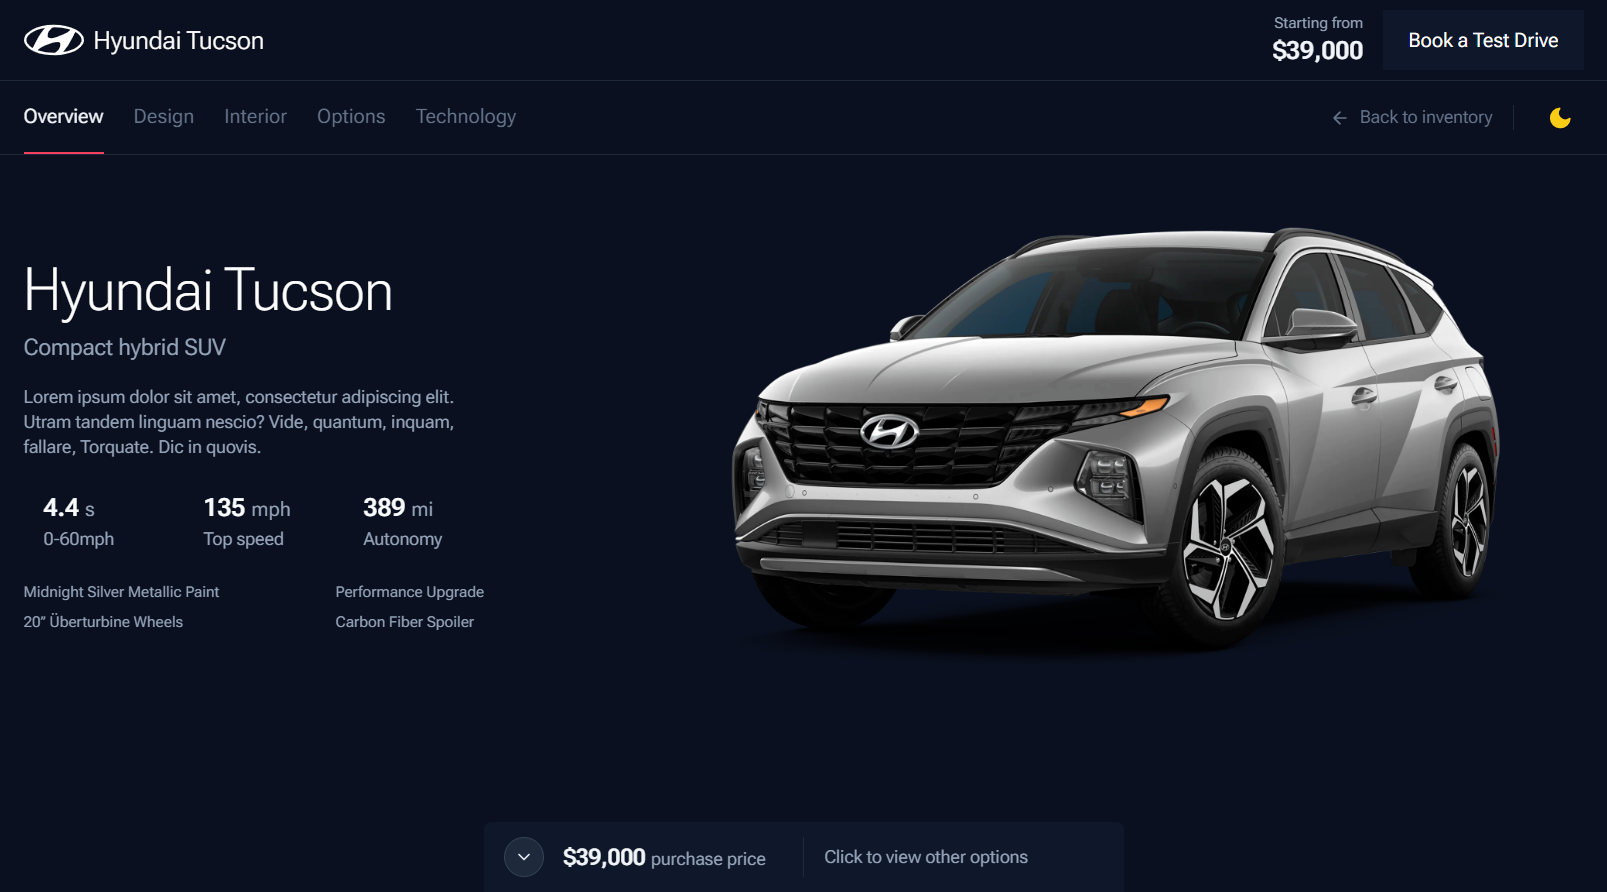 Hyundai Tucson
Starting from
$39,000
Book a Test Drive
Overview
Design
Interior
Options
Technology
Back to inventory
Hyundai Tucson
Compact hybrid SUV
Lorem ipsum dolor sit amet, consectetur adipiscing elit.
Utram tandem linguam nescio? Vide, quantum, inquam,
fallare, Torquate. Dic in quovis.
4.4 s
0-60mph
135 mph
Top speed
389 mi
Autonomy
Midnight Silver Metallic Paint
Performance Upgrade
20” Überturbine Wheels
Carbon Fiber Spoiler
$39,000 purchase price
Click to view other options